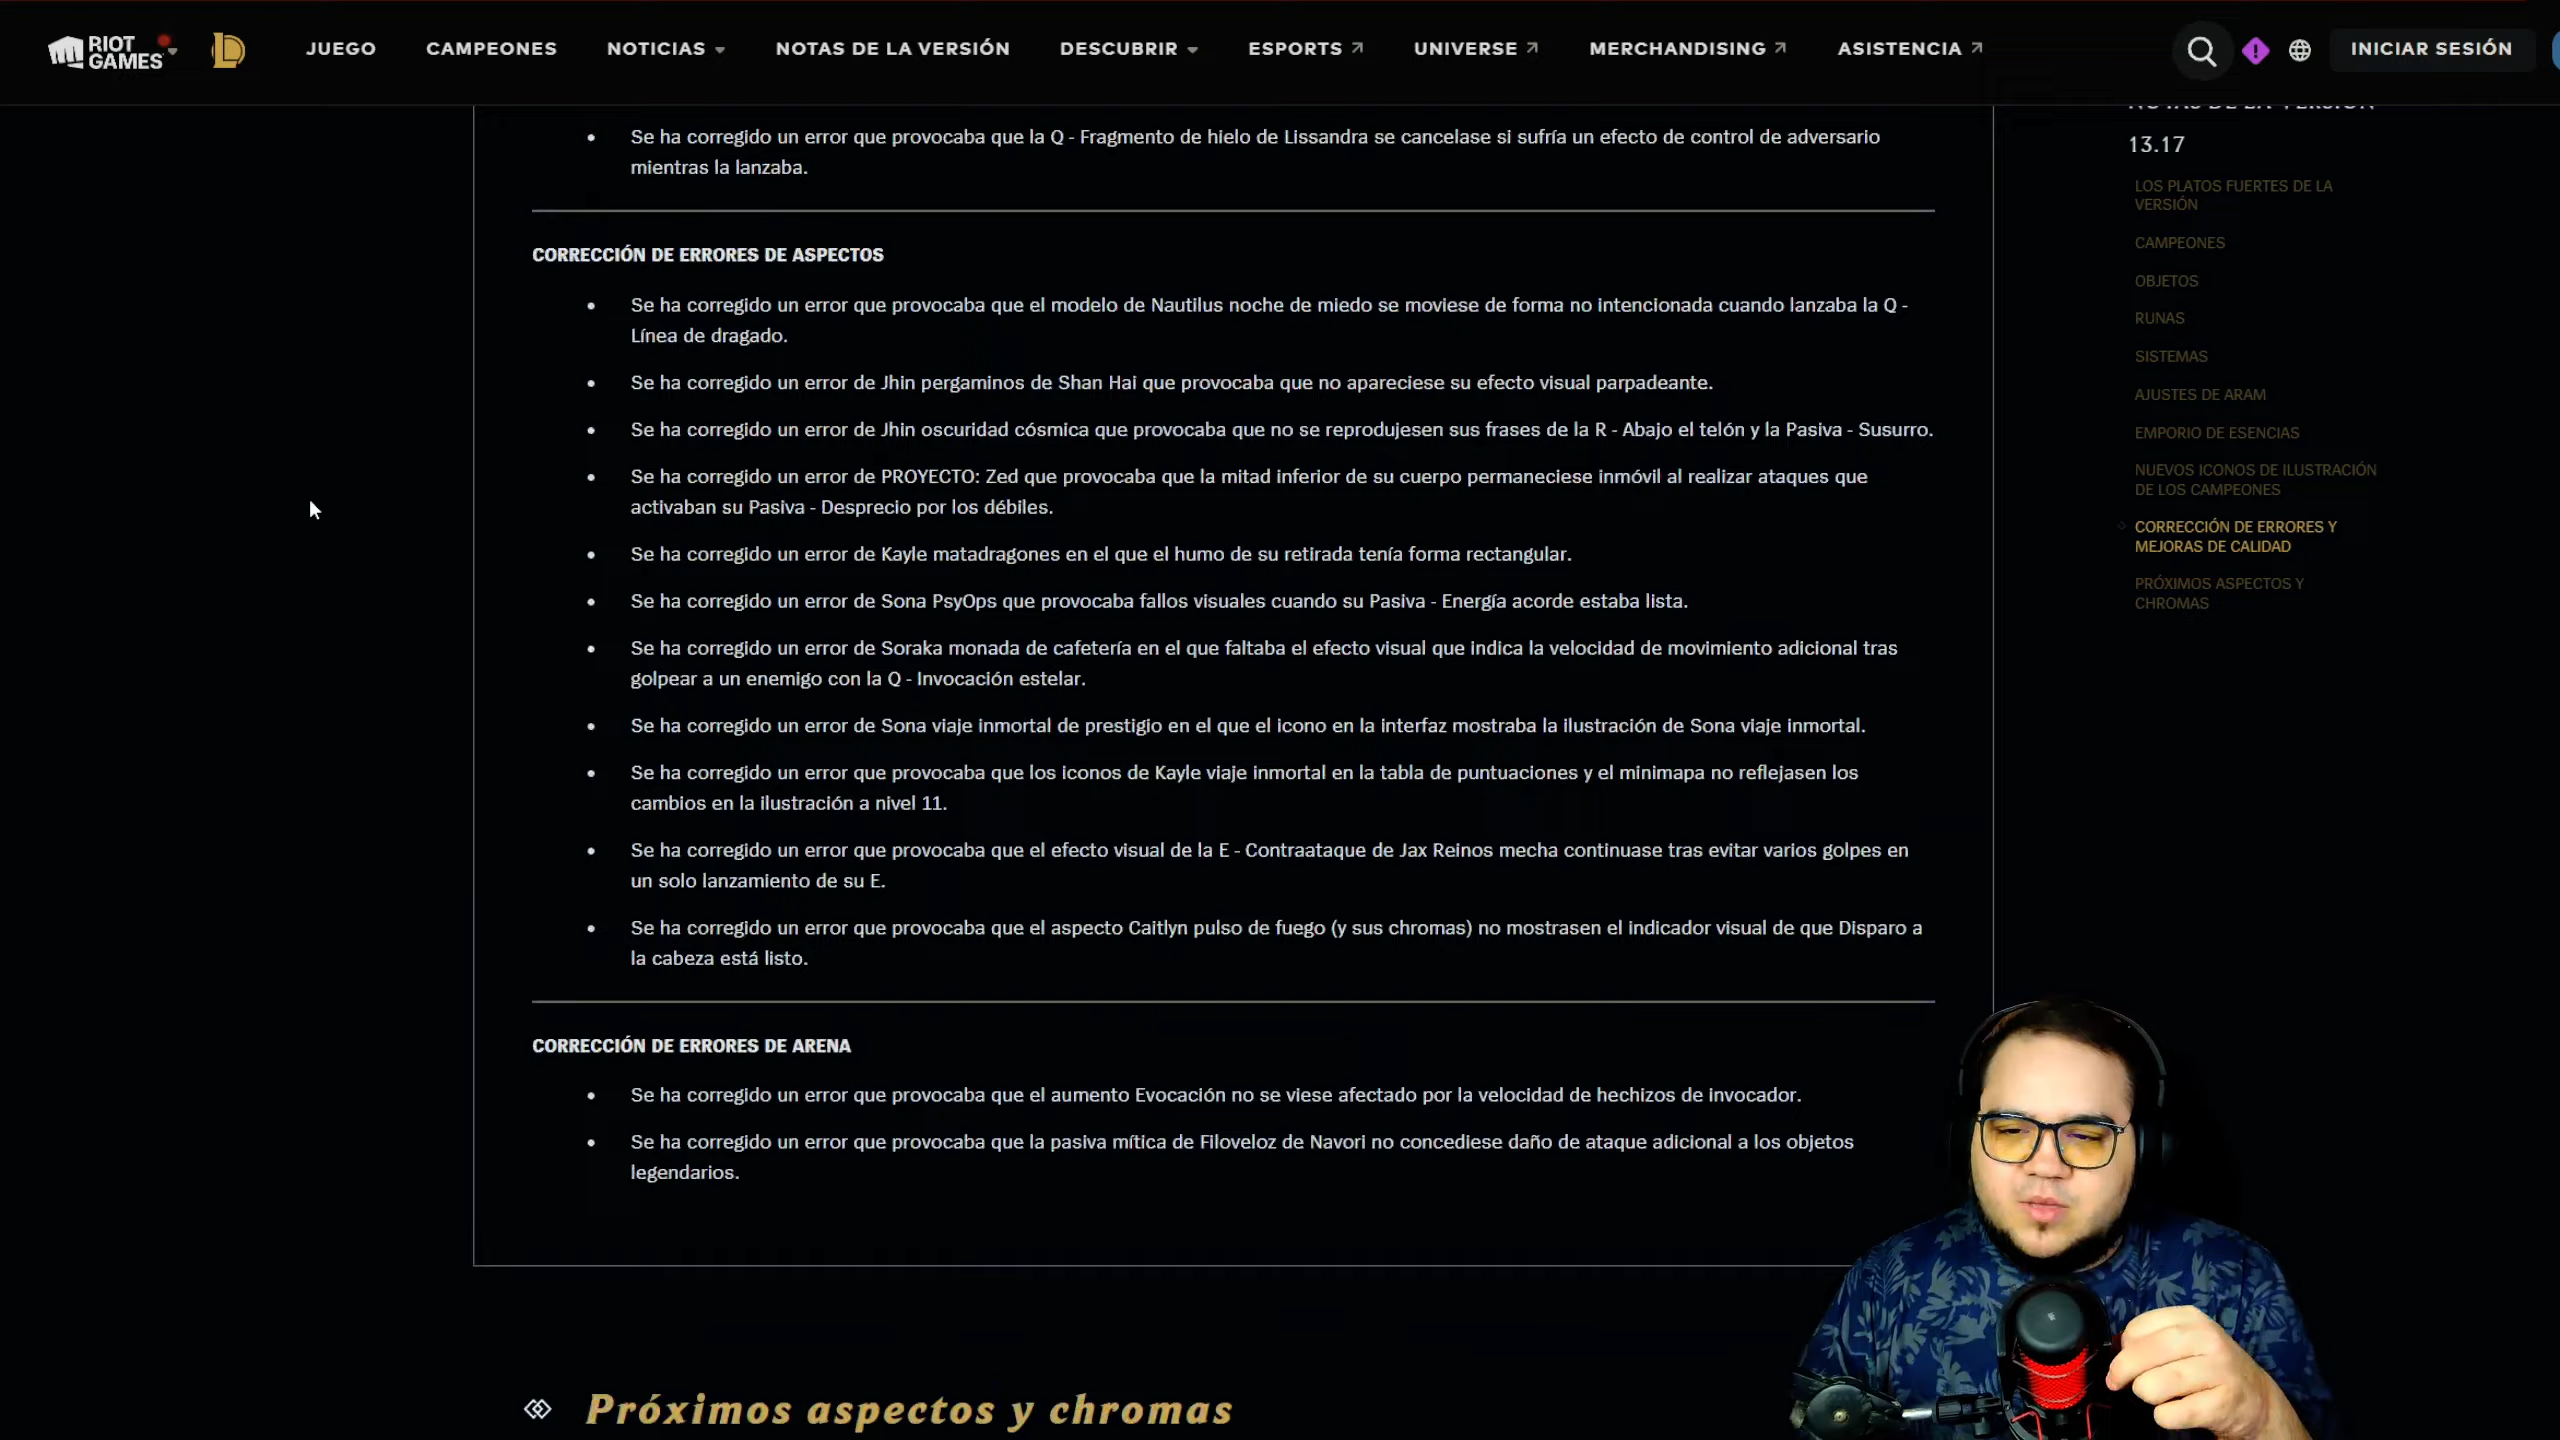 RIOT GAMES
JUEGO
CAMPEONES
NOTICIAS
NOTAS DE LA VERSIÓN
DESCUBRIR
ESPORTS
UNIVERSE
MERCHANDISING
ASISTENCIA
INICIAR SESIÓN
Se ha corregido un error que provocaba que la Q - Fragmento de hielo de Lissandra se cancelase si sufría un efecto de control de adversario
mientras la lanzaba.
CORRECCIÓN DE ERRORES DE ASPECTOS
Se ha corregido un error que provocaba que el modelo de Nautilus noche de miedo se moviese de forma no intencionada cuando lanzaba la Q -
Línea de dragado.
Se ha corregido un error de Jhin pergaminos de Shan Hai que provocaba que no apareciese su efecto visual parpadeante.
Se ha corregido un error de Jhin oscuridad cósmica que provocaba que no se reprodujesen sus frases de la R - Abajo el telón y la Pasiva - Susurro.
Se ha corregido un error de PROYECTO: Zed que provocaba que la mitad inferior de su cuerpo permaneciese inmóvil al realizar ataques que
activaban su Pasiva - Desprecio por los débiles.
Se ha corregido un error de Kayle matadragones en el que el humo de su retirada tenía forma rectangular.
Se ha corregido un error de Sona PsyOps que provocaba fallos visuales cuando su Pasiva - Energía acorde estaba lista.
Se ha corregido un error de Soraka monada de cafetería en el que faltaba el efecto visual que indica la velocidad de movimiento adicional tras
golpear a un enemigo con la Q - Invocación estelar.
Se ha corregido un error de Sona viaje inmortal de prestigio en el que el icono en la interfaz mostraba la ilustración de Sona viaje inmortal.
Se ha corregido un error que provocaba que los iconos de Kayle viaje inmortal en la tabla de puntuaciones y el minimapa no reflejasen los
cambios en la ilustración a nivel 11.
Se ha corregido un error que provocaba que el efecto visual de la E - Contraataque de Jax Reinos mecha continuase tras evitar varios golpes en
un solo lanzamiento de su E.
Se ha corregido un error que provocaba que el aspecto Caitlyn pulso de fuego (y sus chromas) no mostrasen el indicador visual de que Disparo a
la cabeza está listo.
CORRECCIÓN DE ERRORES DE ARENA
Se ha corregido un error que provocaba que el aumento Evocación no se viese afectado por la velocidad de hechizos de invocador.
Se ha corregido un error que provocaba que la pasiva mítica de Filoveloz de Navori no concediese daño de ataque adicional a los objetos
legendarios.
Próximos aspectos y chromas
NOTAS DE LA VERSIÓN
13.17
LOS PLATOS FUERTES DE LA
VERSIÓN
CAMPEONES
OBJETOS
RUNAS
SISTEMAS
AJUSTES DE ARAM
EMPORIO DE ESENCIAS
NUEVOS ICONOS DE ILUSTRACIÓN
DE LOS CAMPEONES
CORRECCIÓN DE ERRORES Y
MEJORAS DE CALIDAD
PRÓXIMOS ASPECTOS Y
CHROMAS